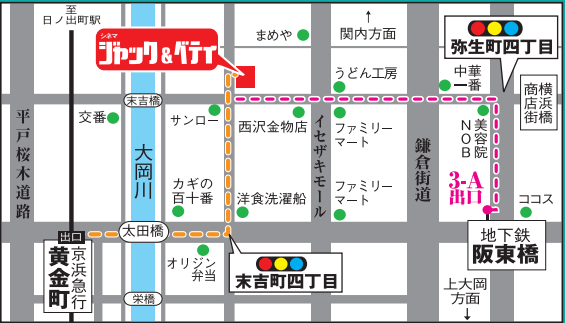 至
日ノ出町駅
シネマ
ジャック&ベティ
まめや
↑
関内方面
弥生町四丁目
うどん工房
中華
一番
横浜橋
商店街
末吉橋
交番
サンロー
西沢金物店
ファミリー
マート
美容院
NOB
平戸桜木道路
大岡川
イセザキモール
鎌倉街道
3-A
出口
カギの
百十番
洋食洗濯船
ファミリー
マート
ココス
出口
太田橋
地下鉄
阪東橋
京浜急行
黄金町
オリジン
弁当
末吉町四丁目
上大岡
方面
↓
栄橋